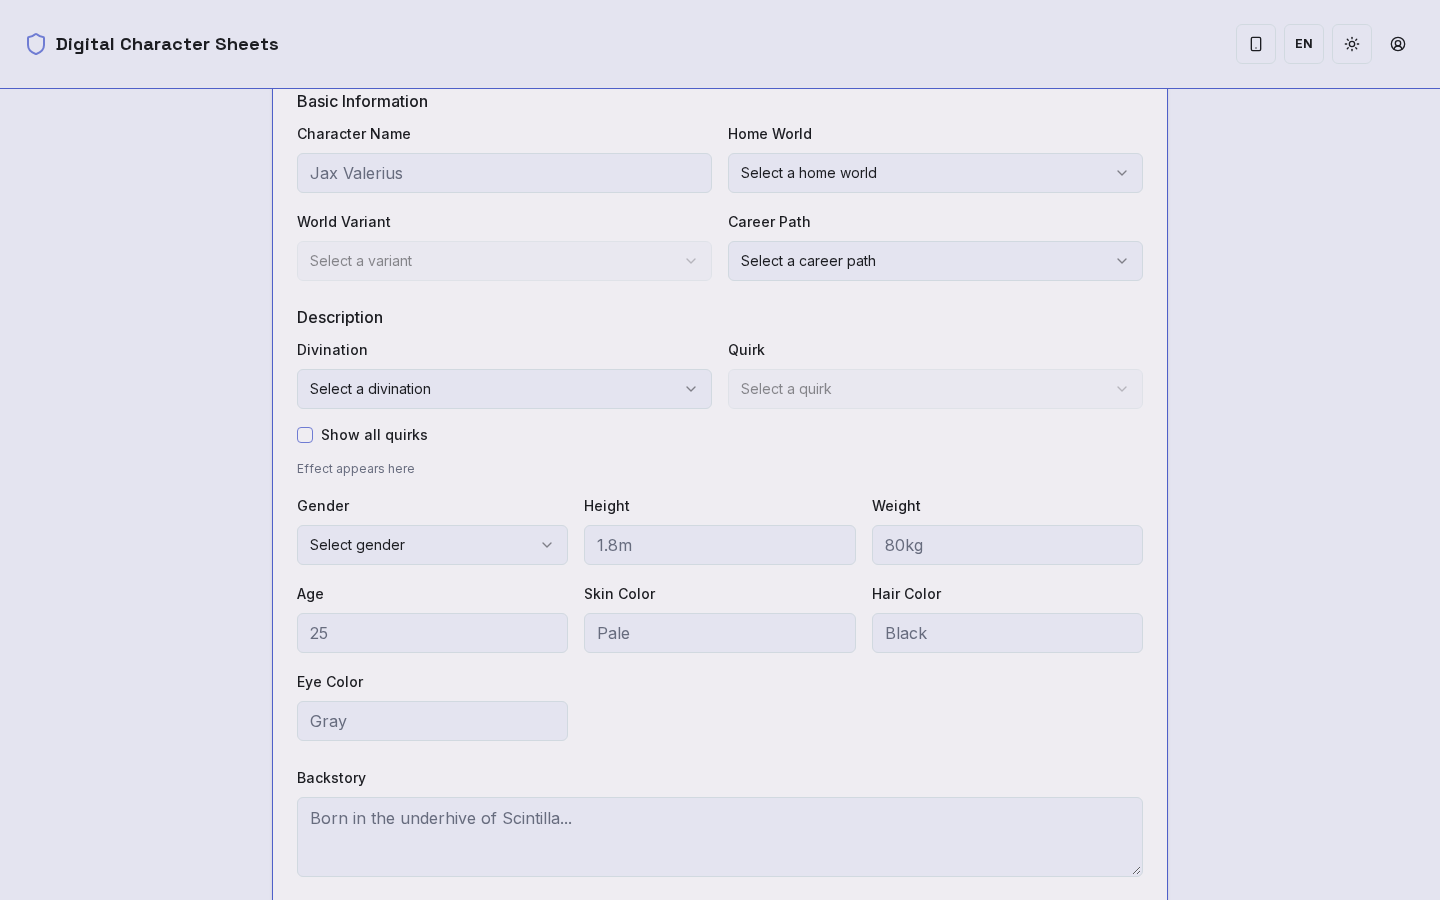 Digital Character Sheets
EN
Basic Information
Character Name
Home World
Jax Valerius
Select a home world
World Variant
Career Path
Select a variant
Select a career path
Description
Divination
Quirk
Select a divination
Select a quirk
Show all quirks
Effect appears here
Gender
Height
Weight
Select gender
1.8m
80kg
Age
Skin Color
Hair Color
25
Pale
Black
Eye Color
Gray
Backstory
Born in the underhive of Scintilla...